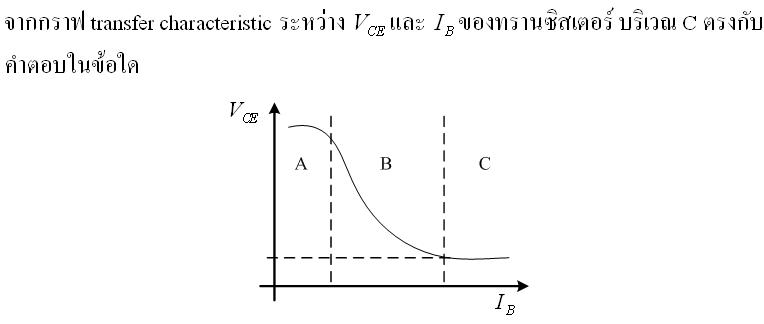 จากกราฟ transfer characteristic ระหว่าง V_CE และ I_B ของทรานซิสเตอร์ บริเวณ C ตรงกับ
คำตอบในข้อใด
V_CE
A B C
I_B